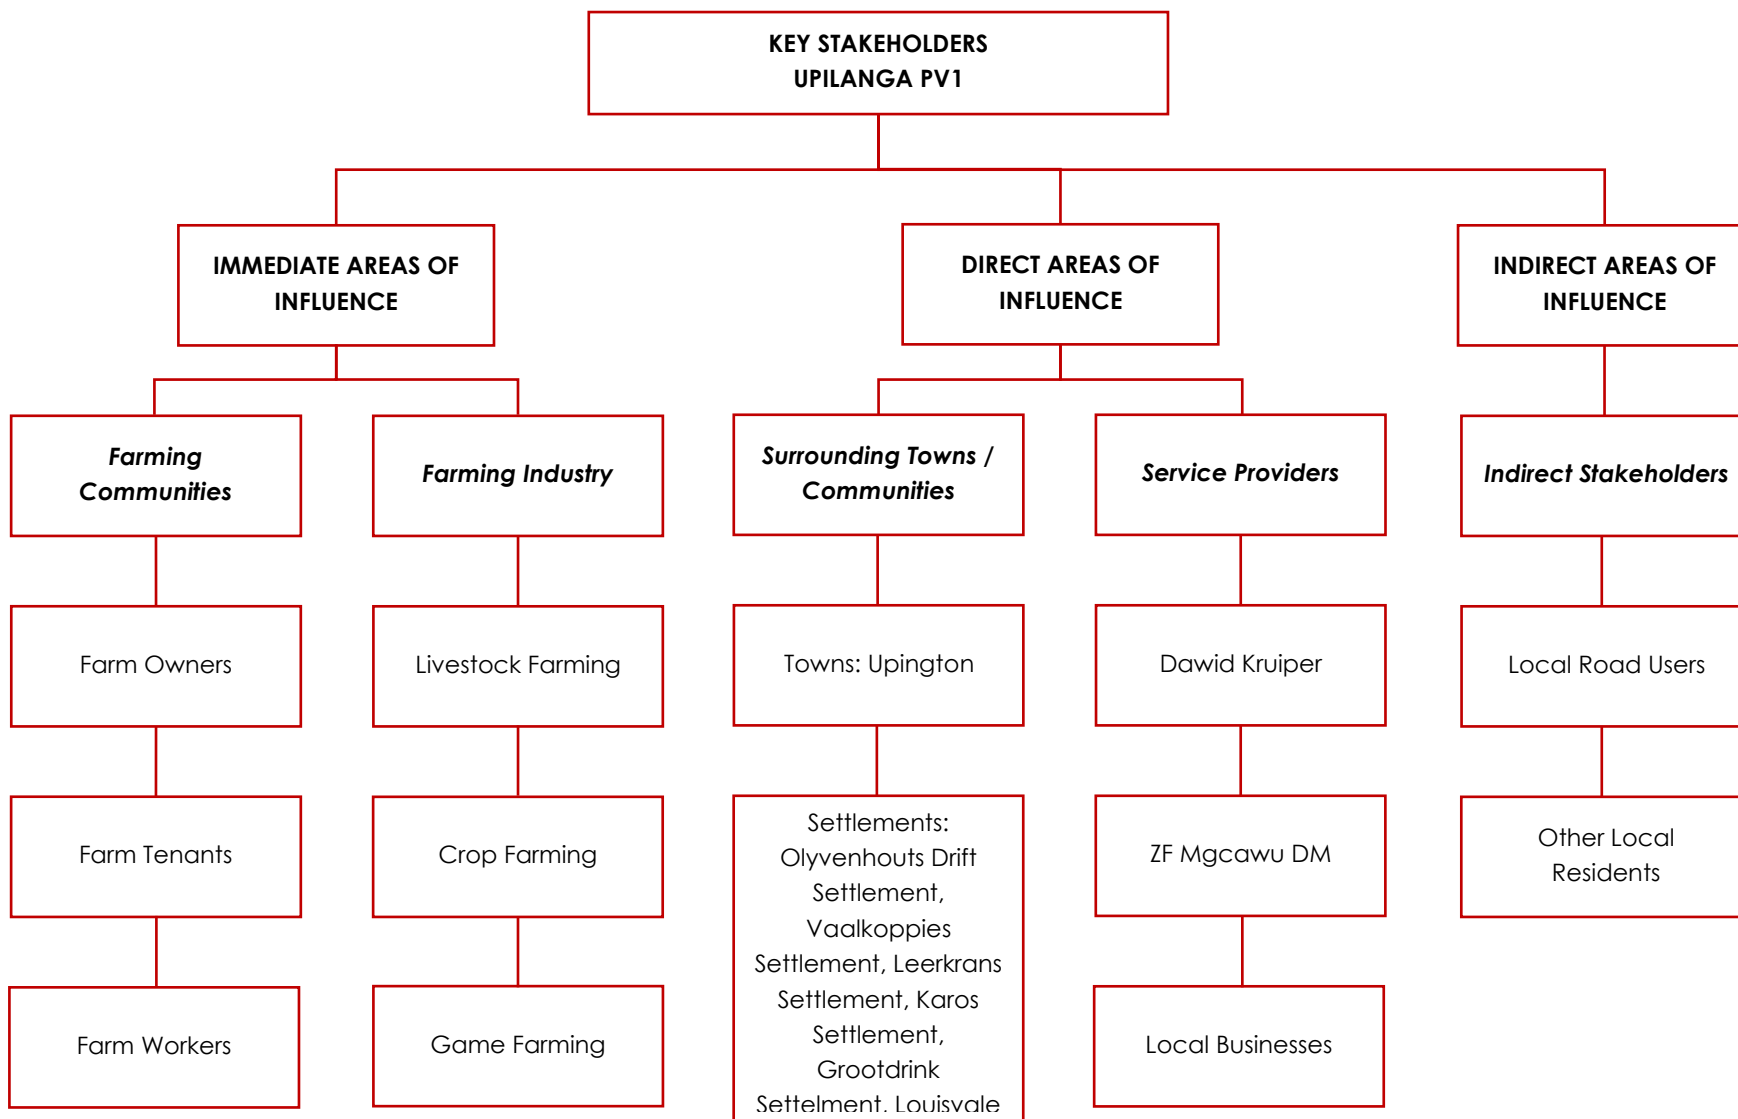 KEY STAKEHOLDERS
UPILANGA PV1
IMMEDIATE AREAS OF
INFLUENCE
DIRECT AREAS OF
INFLUENCE
INDIRECT AREAS OF
INFLUENCE
Farming
Communities
Farming Industry
Surrounding Towns /
Communities
Service Providers
Indirect Stakeholders
Farm Owners
Livestock Farming
Towns: Upington
Dawid Kruiper
Local Road Users
Farm Tenants
Crop Farming
Settlements:
Olyvenhouts Drift
Settlement,
Vaalkoppies
Settlement, Leerkrans
Settlement, Karos
Settlement,
Grootdrink
Settelment, Louisvale
ZF Mgcawu DM
Other Local
Residents
Farm Workers
Game Farming
Local Businesses